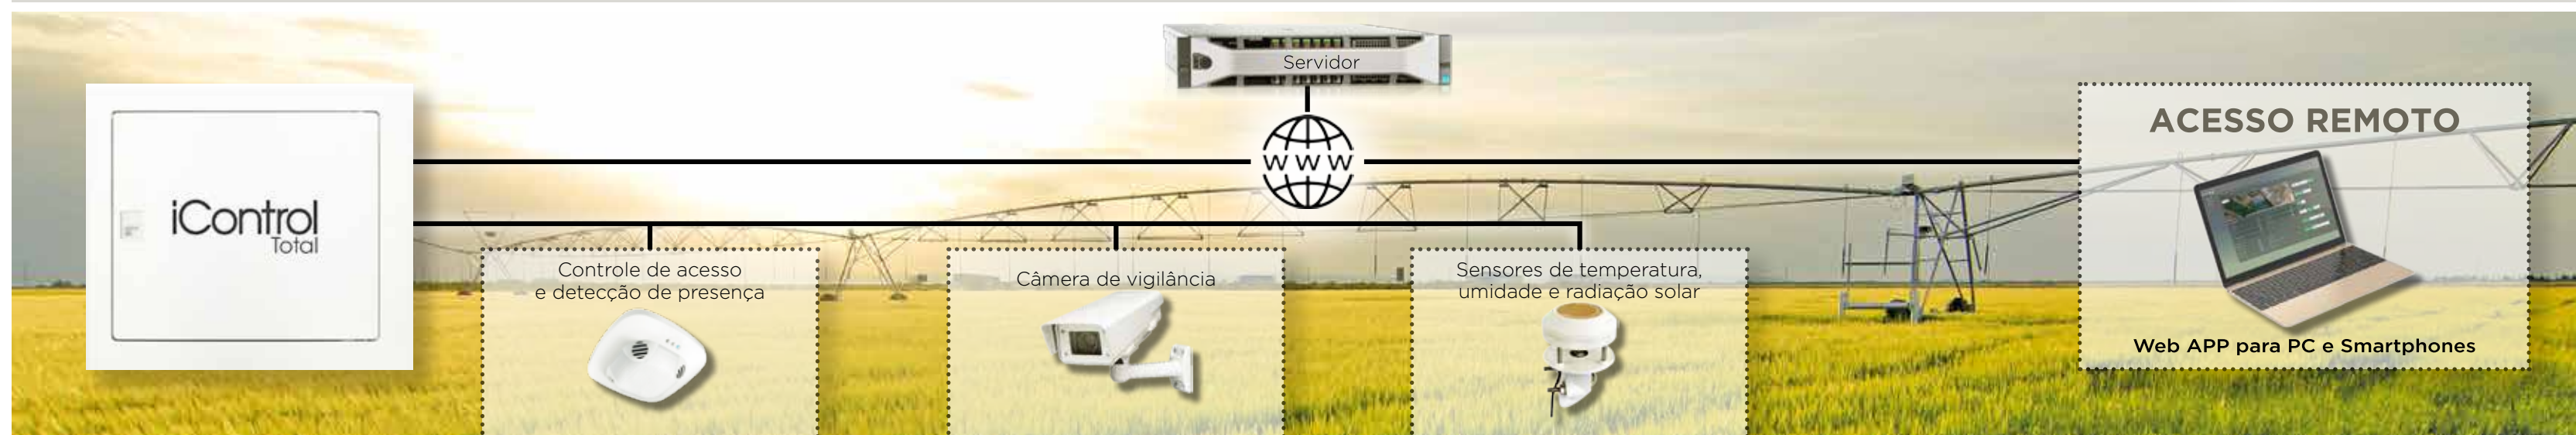 Servidor
WWW
ACESSO REMOTO
iControl
Total
Controle de acesso
e detecção de presença
Câmera de vigilância
Sensores de temperatura,
umidade e radiação solar
Web APP para PC e Smartphones